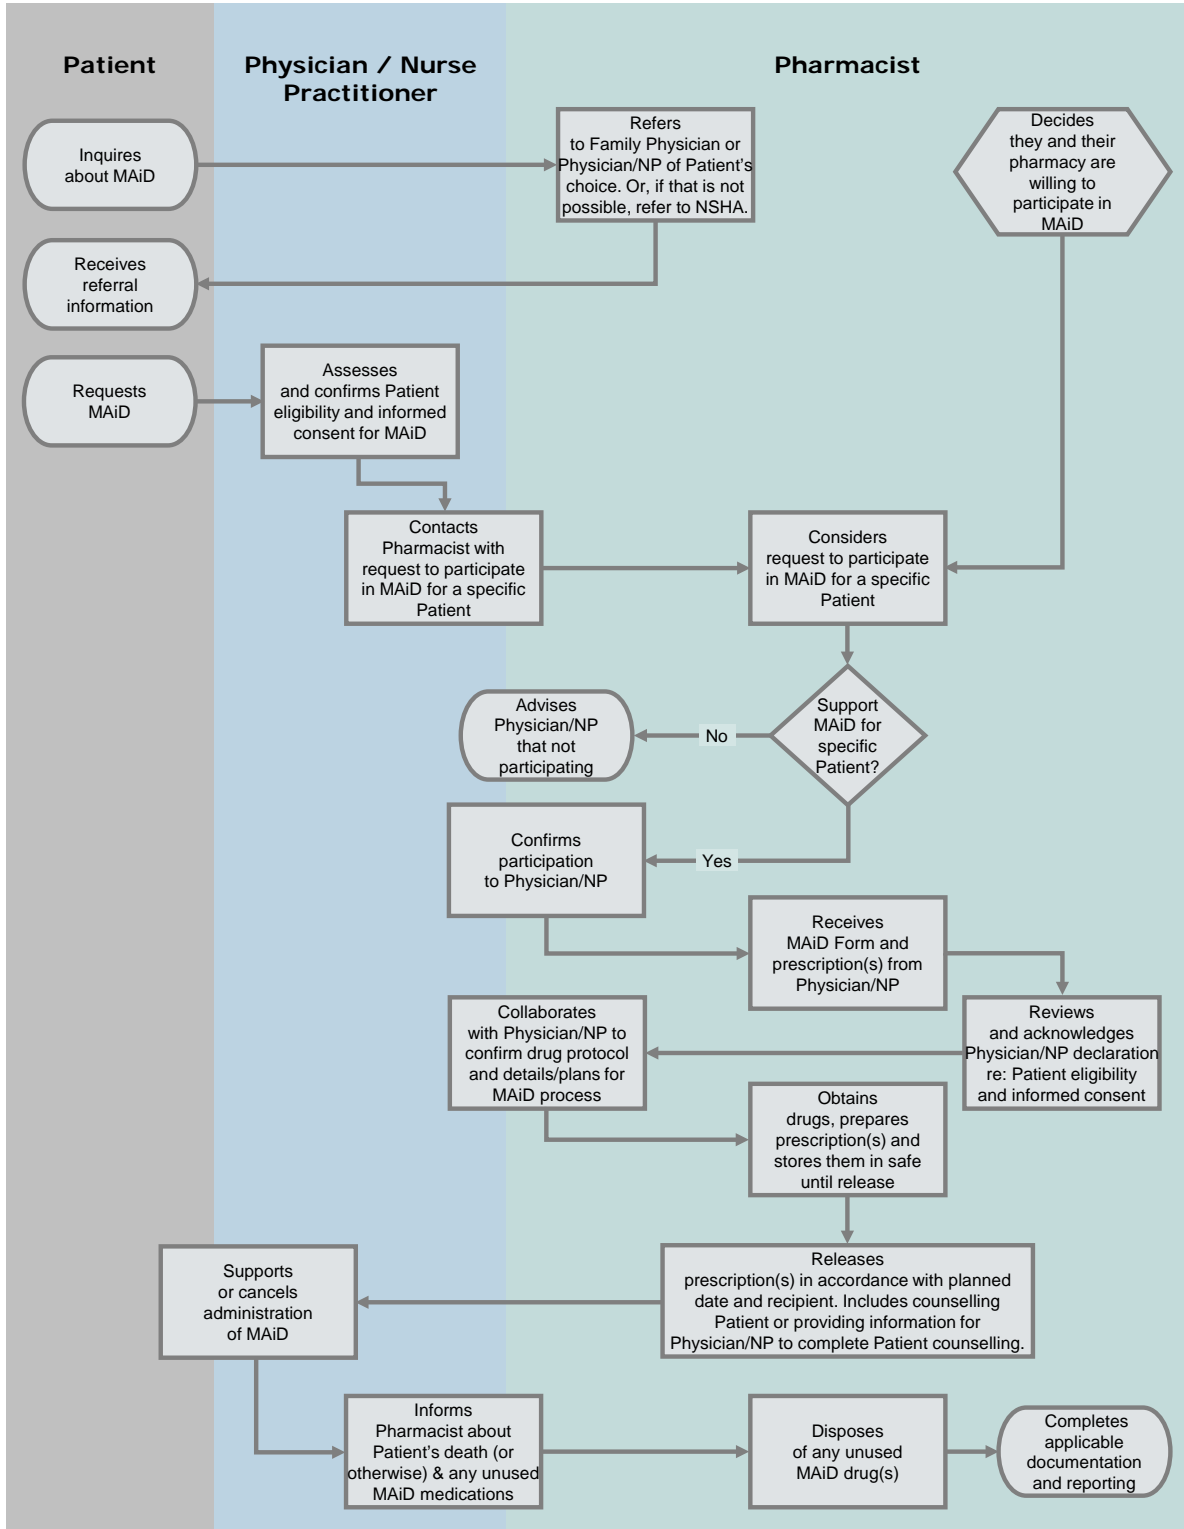 Patient
Physician / Nurse
Practitioner
Pharmacist
Inquires
about MAiD
Refers
to Family Physician or
Physician/NP of Patient's
choice. Or, if that is not
possible, refer to NSHA.
Decides
they and their
pharmacy are
willing to
participate in
MAiD
Receives
referral
information
Requests
MAiD
Assesses
and confirms Patient
eligibility and informed
consent for MAiD
Contacts
Pharmacist with
request to participate
in MAiD for a specific
Patient
Considers
request to participate
in MAiD for a specific
Patient
Support
MAiD for
specific
Patient?
No
Advises
Physician/NP
that not
participating
Yes
Confirms
participation
to Physician/NP
Receives
MAiD Form and
prescription(s) from
Physician/NP
Reviews
and acknowledges
Physician/NP declaration
re: Patient eligibility
and informed consent
Collaborates
with Physician/NP to
confirm drug protocol
and details/plans for
MAiD process
Obtains
drugs, prepares
prescription(s) and
stores them in safe
until release
Releases
prescription(s) in accordance with planned
date and recipient. Includes counselling
Patient or providing information for
Physician/NP to complete Patient counselling.
Supports
or cancels
administration
of MAiD
Informs
Pharmacist about
Patient's death (or
otherwise) & any unused
MAiD medications
Disposes
of any unused
MAiD drug(s)
Completes
applicable
documentation
and reporting